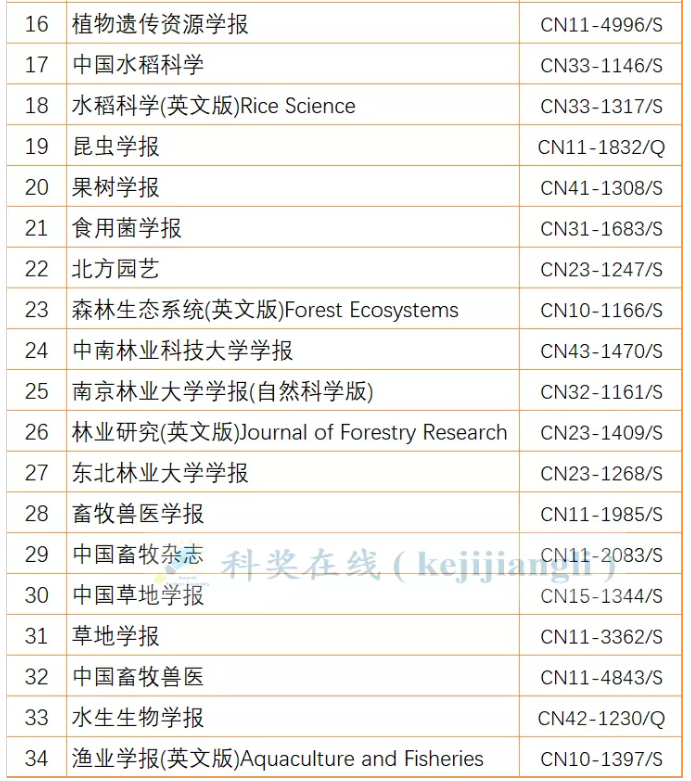 16 植物遗传资源学报 CN11-4996/S
17 中国水稻科学 CN33-1146/S
18 水稻科学(英文版)Rice Science CN33-1317/S
19 昆虫学报 CN11-1832/Q
20 果树学报 CN41-1308/S
21 食用菌学报 CN31-1683/S
22 北方园艺 CN23-1247/S
23 森林生态系统(英文版)Forest Ecosystems CN10-1166/S
24 中南林业科技大学学报 CN43-1470/S
25 南京林业大学学报(自然科学版) CN32-1161/S
26 林业研究(英文版)Journal of Forestry Research CN23-1409/S
27 东北林业大学学报 CN23-1268/S
28 畜牧兽医学报 CN11-1985/S
29 中国畜牧杂志 CN11-2083/S
科奖在线(kejijiangli)
30 中国草地学报 CN15-1344/S
31 草地学报 CN11-3362/S
32 中国畜牧兽医 CN11-4843/S
33 水生生物学报 CN42-1230/Q
34 渔业学报(英文版)Aquaculture and Fisheries CN10-1397/S